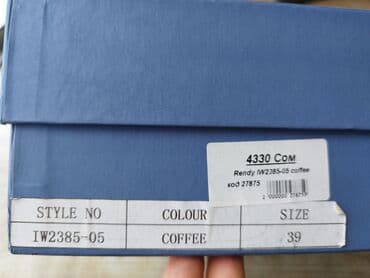 4330 Сом
Rendy IW2385-05 coffee
код 27875
STYLE NO COLOUR SIZE
IW2385-05 COFFEE 39